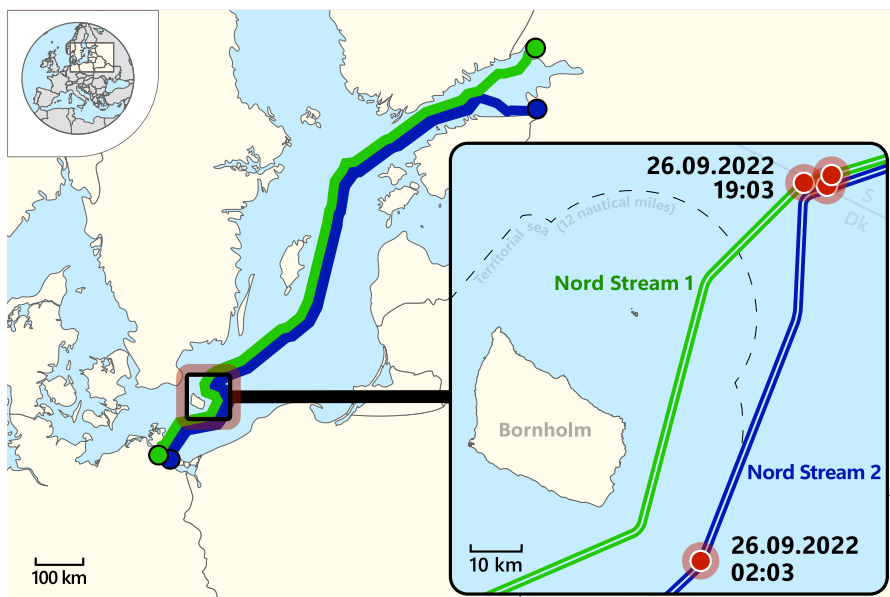 26.09.2022
19:03
S
Dk
Territorial sea (12 nautical miles)
Nord Stream 1
Bornholm
Nord Stream 2
26.09.2022
02:03
10 km
100 km